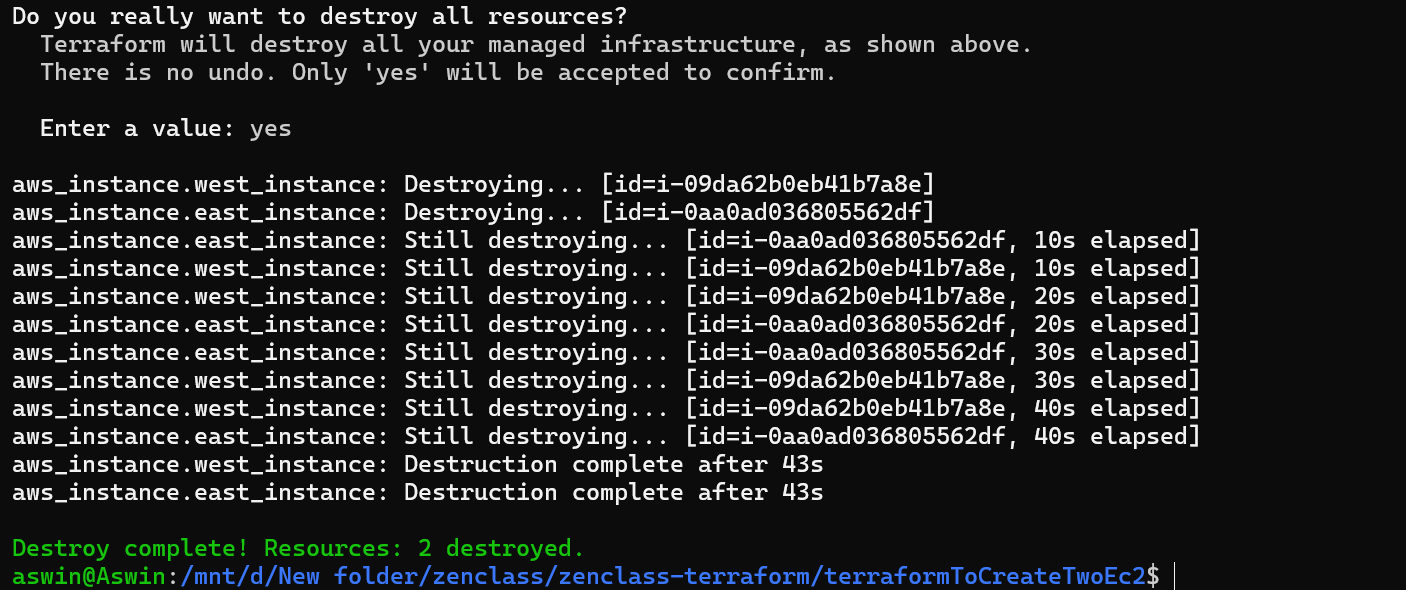 Do you really want to destroy all resources?
  Terraform will destroy all your managed infrastructure, as shown above.
  There is no undo. Only 'yes' will be accepted to confirm.

  Enter a value: yes

aws_instance.west_instance: Destroying... [id=i-09da62b0eb41b7a8e]
aws_instance.east_instance: Destroying... [id=i-0aa0ad036805562df]
aws_instance.east_instance: Still destroying... [id=i-0aa0ad036805562df, 10s elapsed]
aws_instance.west_instance: Still destroying... [id=i-09da62b0eb41b7a8e, 10s elapsed]
aws_instance.west_instance: Still destroying... [id=i-09da62b0eb41b7a8e, 20s elapsed]
aws_instance.east_instance: Still destroying... [id=i-0aa0ad036805562df, 20s elapsed]
aws_instance.east_instance: Still destroying... [id=i-0aa0ad036805562df, 30s elapsed]
aws_instance.west_instance: Still destroying... [id=i-09da62b0eb41b7a8e, 30s elapsed]
aws_instance.west_instance: Still destroying... [id=i-09da62b0eb41b7a8e, 40s elapsed]
aws_instance.east_instance: Still destroying... [id=i-0aa0ad036805562df, 40s elapsed]
aws_instance.west_instance: Destruction complete after 43s
aws_instance.east_instance: Destruction complete after 43s

Destroy complete! Resources: 2 destroyed.
aswin@Aswin:/mnt/d/New folder/zenclass/zenclass-terraform/terraformToCreateTwoEc2$